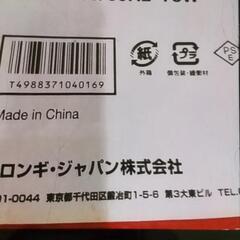 紙
外箱
プラ
個包装・緩衝材
PS
E
T4988371040169
Made in China
ロンギ・ジャパン株式会社
01-0044 東京都千代田区鍛冶町1-5-6 第3大東ビル TEL.